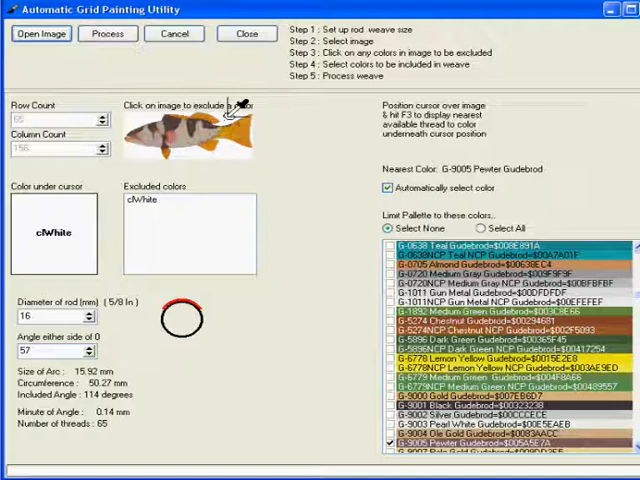 Automatic Grid Painting Utility
Open Image
Process
Cancel
Close
Step 1 : Set up rod weave size
Step 2 : Select image
Step 3 : Click on any colors in image to be excluded
Step 4 : Select colors to be included in weave
Step 5 : Process weave
Row Count
65
Column Count
156
Click on image to exclude a color
Position cursor over image
& hit F3 to display nearest
available thread to color
underneath cursor position
Nearest Color: G-9005 Pewter Gudebrod
Automatically select color
Color under cursor
clWhite
Excluded colors
clWhite
Limit Pallette to these colors..
Select None
Select All
G-0638 Teal Gudebrod=$008E891A
G-0638NCP Teal NCP Gudebrod=$00A7A01F
G-0705 Almond Gudebrod=$00638EC4
G-0720 Medium Gray Gudebrod=$009F9F9F
G-0720NCP Medium Gray NCP Gudebrod=$00BFBFBF
G-1011 Gun Metal Gudebrod=$00DFDFDF
G-1011NCP Gun Metal NCP Gudebrod=$00EFEFEF
G-1892 Medium Green Gudebrod=$003C8E66
G-5274 Chestnut Gudebrod=$00294681
G-5274NCP Chestnut NCP Gudebrod=$002F5093
G-5896 Dark Green Gudebrod=$00365F45
G-5896NCP Dark Green NCP Gudebrod=$00417254
G-6778 Lemon Yellow Gudebrod=$0015E2E8
G-6778NCP Lemon Yellow NCP Gudebrod=$003AE9ED
G-6779 Medium Green Gudebrod=$004F8A66
G-6779NCP Medium Green NCP Gudebrod=$00489557
G-9000 Gold Gudebrod=$007EB6D7
G-9001 Black Gudebrod=$00323238
G-9002 Silver Gudebrod=$00CCCECE
G-9003 Pearl White Gudebrod=$00E5EAEB
G-9004 Ole Gold Gudebrod=$0083AACC
G-9005 Pewter Gudebrod=$005A5E7A
Diameter of rod (mm) ( 5/8 In )
16
Angle either side of 0
57
Size of Arc : 15.92 mm
Circumference : 50.27 mm
Included Angle : 114 degrees
Minute of Angle : 0.14 mm
Number of threads : 65